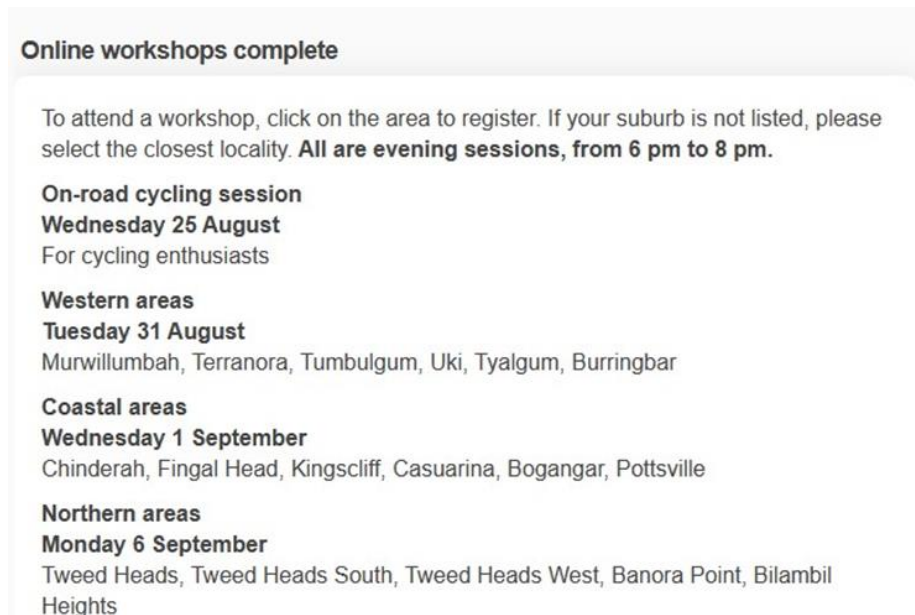 Online workshops complete
To attend a workshop, click on the area to register. If your suburb is not listed, please
select the closest locality. All are evening sessions, from 6 pm to 8 pm.
On-road cycling session
Wednesday 25 August
For cycling enthusiasts
Western areas
Tuesday 31 August
Murwillumbah, Terranora, Tumbulgum, Uki, Tyalgum, Burringbar
Coastal areas
Wednesday 1 September
Chinderah, Fingal Head, Kingscliff, Casuarina, Bogangar, Pottsville
Northern areas
Monday 6 September
Tweed Heads, Tweed Heads South, Tweed Heads West, Banora Point, Bilambil
Heights